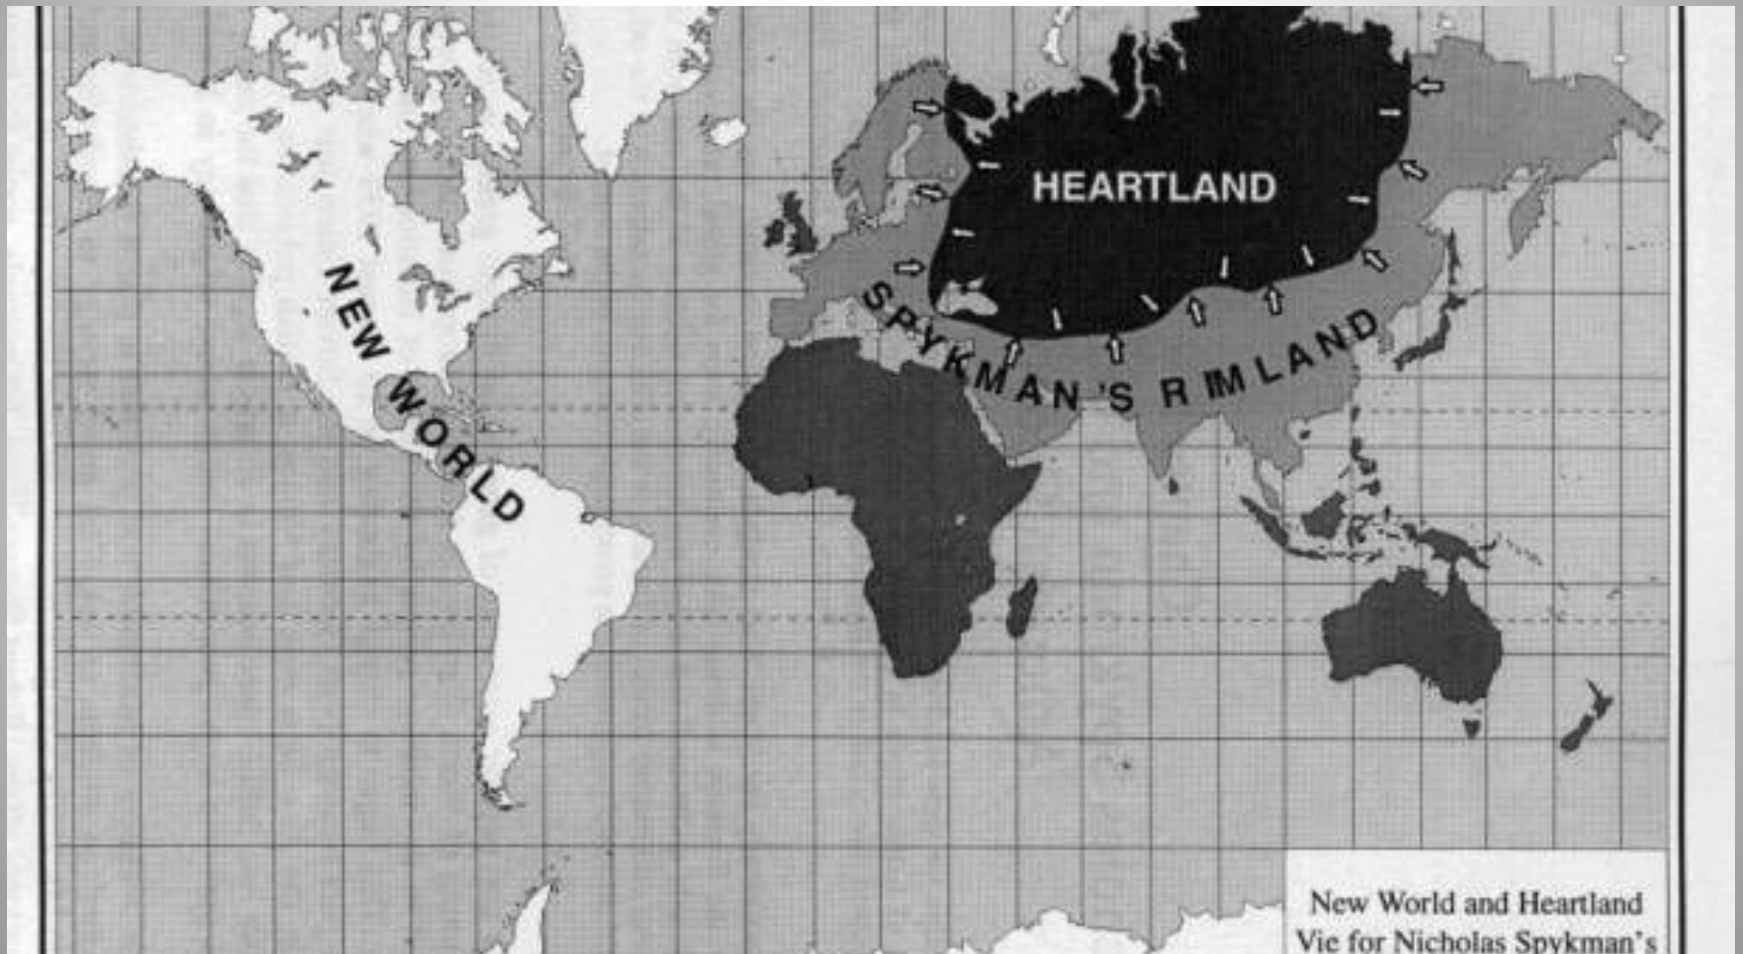 HEARTLAND
NEW WORLD
SPYKMAN'S RIMLAND
New World and Heartland
Vie for Nicholas Spykman's